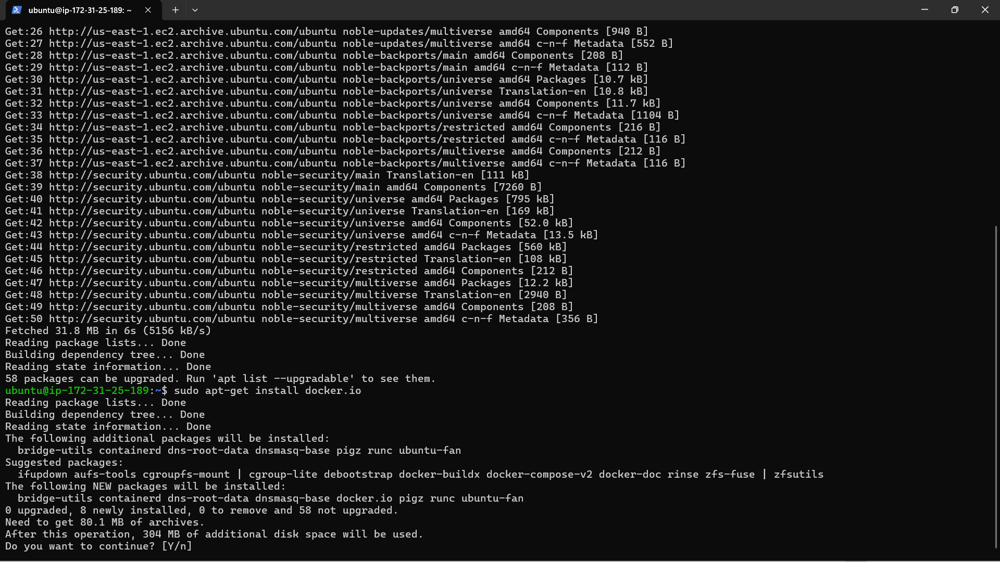 ubuntu@ip-172-31-25-189: ~
Get:26 http://us-east-1.ec2.archive.ubuntu.com/ubuntu noble-updates/multiverse amd64 Components [940 B]
Get:27 http://us-east-1.ec2.archive.ubuntu.com/ubuntu noble-updates/multiverse amd64 c-n-f Metadata [552 B]
Get:28 http://us-east-1.ec2.archive.ubuntu.com/ubuntu noble-backports/main amd64 Components [208 B]
Get:29 http://us-east-1.ec2.archive.ubuntu.com/ubuntu noble-backports/main amd64 c-n-f Metadata [112 B]
Get:30 http://us-east-1.ec2.archive.ubuntu.com/ubuntu noble-backports/universe amd64 Packages [10.7 kB]
Get:31 http://us-east-1.ec2.archive.ubuntu.com/ubuntu noble-backports/universe Translation-en [10.8 kB]
Get:32 http://us-east-1.ec2.archive.ubuntu.com/ubuntu noble-backports/universe amd64 Components [11.7 kB]
Get:33 http://us-east-1.ec2.archive.ubuntu.com/ubuntu noble-backports/universe amd64 c-n-f Metadata [1104 B]
Get:34 http://us-east-1.ec2.archive.ubuntu.com/ubuntu noble-backports/restricted amd64 Components [216 B]
Get:35 http://us-east-1.ec2.archive.ubuntu.com/ubuntu noble-backports/restricted amd64 c-n-f Metadata [116 B]
Get:36 http://us-east-1.ec2.archive.ubuntu.com/ubuntu noble-backports/multiverse amd64 Components [212 B]
Get:37 http://us-east-1.ec2.archive.ubuntu.com/ubuntu noble-backports/multiverse amd64 c-n-f Metadata [116 B]
Get:38 http://security.ubuntu.com/ubuntu noble-security/main Translation-en [111 kB]
Get:39 http://security.ubuntu.com/ubuntu noble-security/main amd64 Components [7260 B]
Get:40 http://security.ubuntu.com/ubuntu noble-security/universe amd64 Packages [795 kB]
Get:41 http://security.ubuntu.com/ubuntu noble-security/universe Translation-en [169 kB]
Get:42 http://security.ubuntu.com/ubuntu noble-security/universe amd64 Components [52.0 kB]
Get:43 http://security.ubuntu.com/ubuntu noble-security/universe amd64 c-n-f Metadata [13.5 kB]
Get:44 http://security.ubuntu.com/ubuntu noble-security/restricted amd64 Packages [560 kB]
Get:45 http://security.ubuntu.com/ubuntu noble-security/restricted Translation-en [108 kB]
Get:46 http://security.ubuntu.com/ubuntu noble-security/restricted amd64 Components [212 B]
Get:47 http://security.ubuntu.com/ubuntu noble-security/multiverse amd64 Packages [12.2 kB]
Get:48 http://security.ubuntu.com/ubuntu noble-security/multiverse Translation-en [2940 B]
Get:49 http://security.ubuntu.com/ubuntu noble-security/multiverse amd64 Components [208 B]
Get:50 http://security.ubuntu.com/ubuntu noble-security/multiverse amd64 c-n-f Metadata [356 B]
Fetched 31.8 MB in 6s (5156 kB/s)
Reading package lists... Done
Building dependency tree... Done
Reading state information... Done
58 packages can be upgraded. Run 'apt list --upgradable' to see them.
ubuntu@ip-172-31-25-189:~$ sudo apt-get install docker.io
Reading package lists... Done
Building dependency tree... Done
Reading state information... Done
The following additional packages will be installed:
  bridge-utils containerd dns-root-data dnsmasq-base pigz runc ubuntu-fan
Suggested packages:
  ifupdown aufs-tools cgroupfs-mount | cgroup-lite debootstrap docker-buildx docker-compose-v2 docker-doc rinse zfs-fuse | zfsutils
The following NEW packages will be installed:
  bridge-utils containerd dns-root-data dnsmasq-base docker.io pigz runc ubuntu-fan
0 upgraded, 8 newly installed, 0 to remove and 58 not upgraded.
Need to get 80.1 MB of archives.
After this operation, 304 MB of additional disk space will be used.
Do you want to continue? [Y/n]